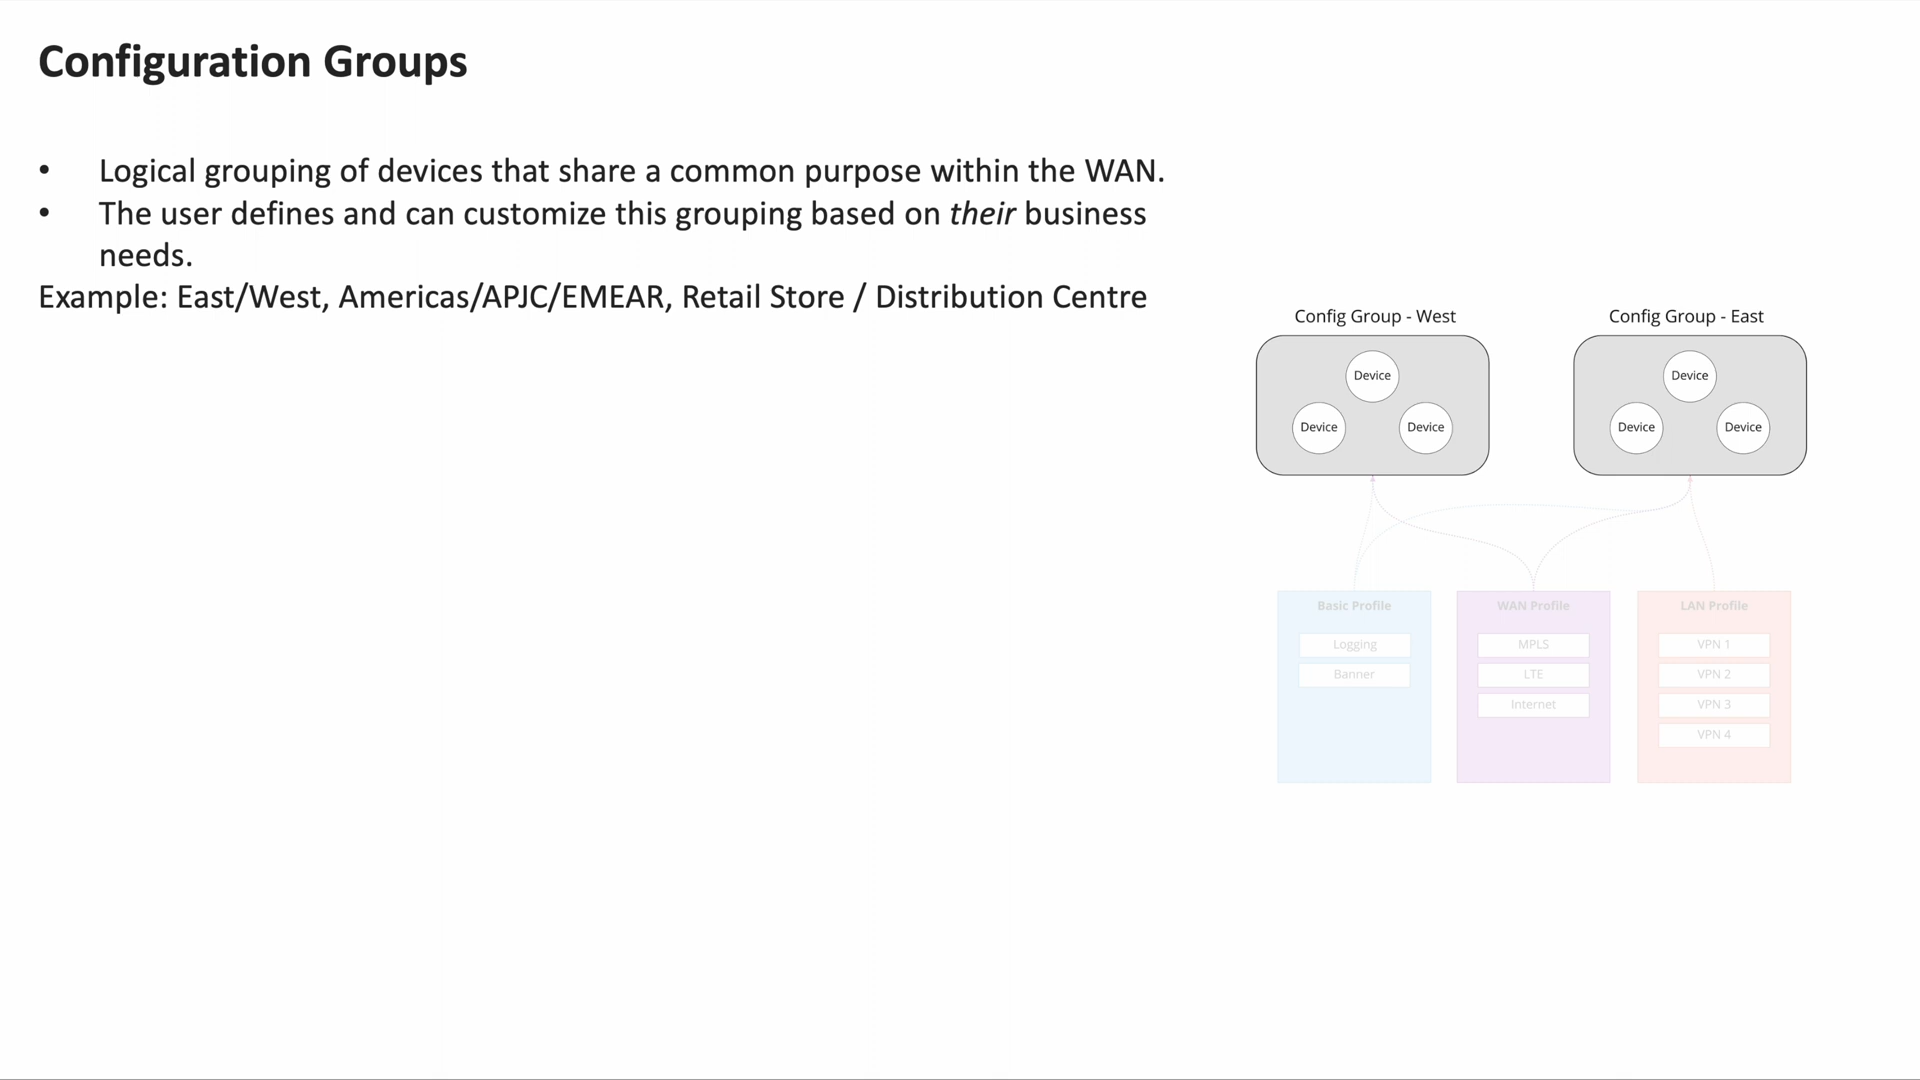 Configuration Groups
• Logical grouping of devices that share a common purpose within the WAN.
• The user defines and can customize this grouping based on their business
needs.
Example: East/West, Americas/APJC/EMEAR, Retail Store / Distribution Centre
Config Group - West
Device
Device
Device
Config Group - East
Device
Device
Device
Basic Profile
Logging
Banner
WAN Profile
MPLS
LTE
Internet
LAN Profile
VPN 1
VPN 2
VPN 3
VPN 4